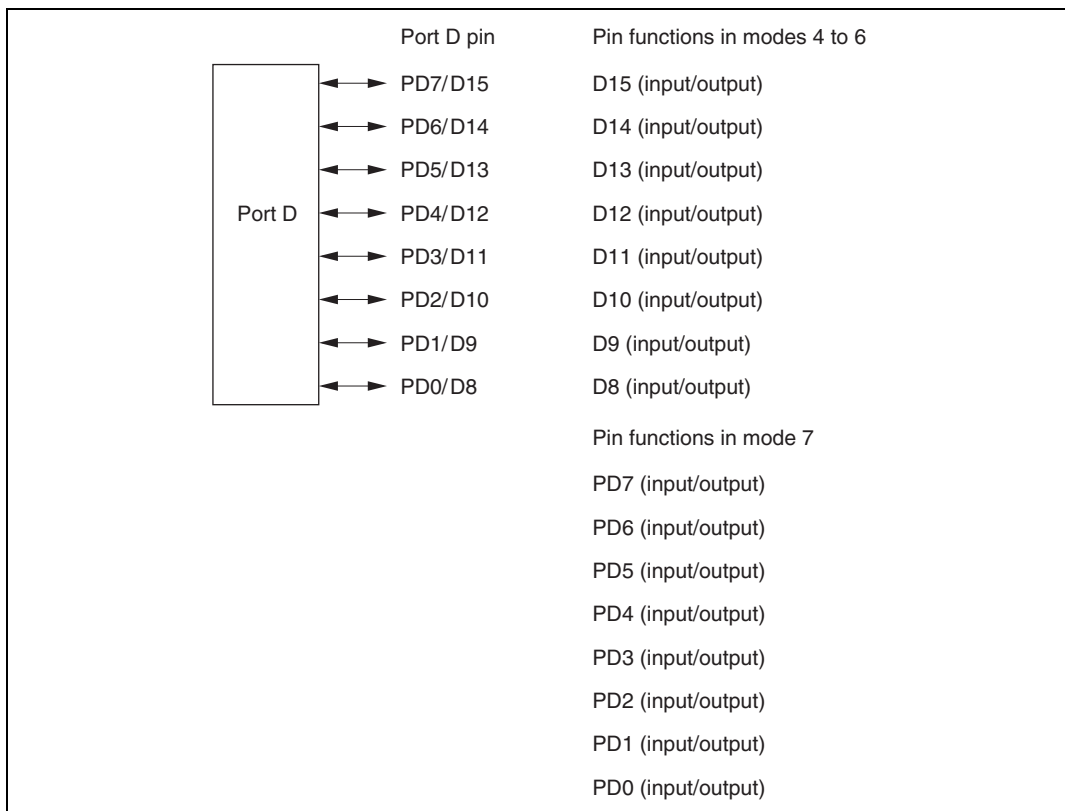 Port D pin Pin functions in modes 4 to 6
PD7/D15 D15 (input/output)
PD6/D14 D14 (input/output)
PD5/D13 D13 (input/output)
Port D PD4/D12 D12 (input/output)
PD3/D11 D11 (input/output)
PD2/D10 D10 (input/output)
PD1/D9 D9 (input/output)
PD0/D8 D8 (input/output)
Pin functions in mode 7
PD7 (input/output)
PD6 (input/output)
PD5 (input/output)
PD4 (input/output)
PD3 (input/output)
PD2 (input/output)
PD1 (input/output)
PD0 (input/output)